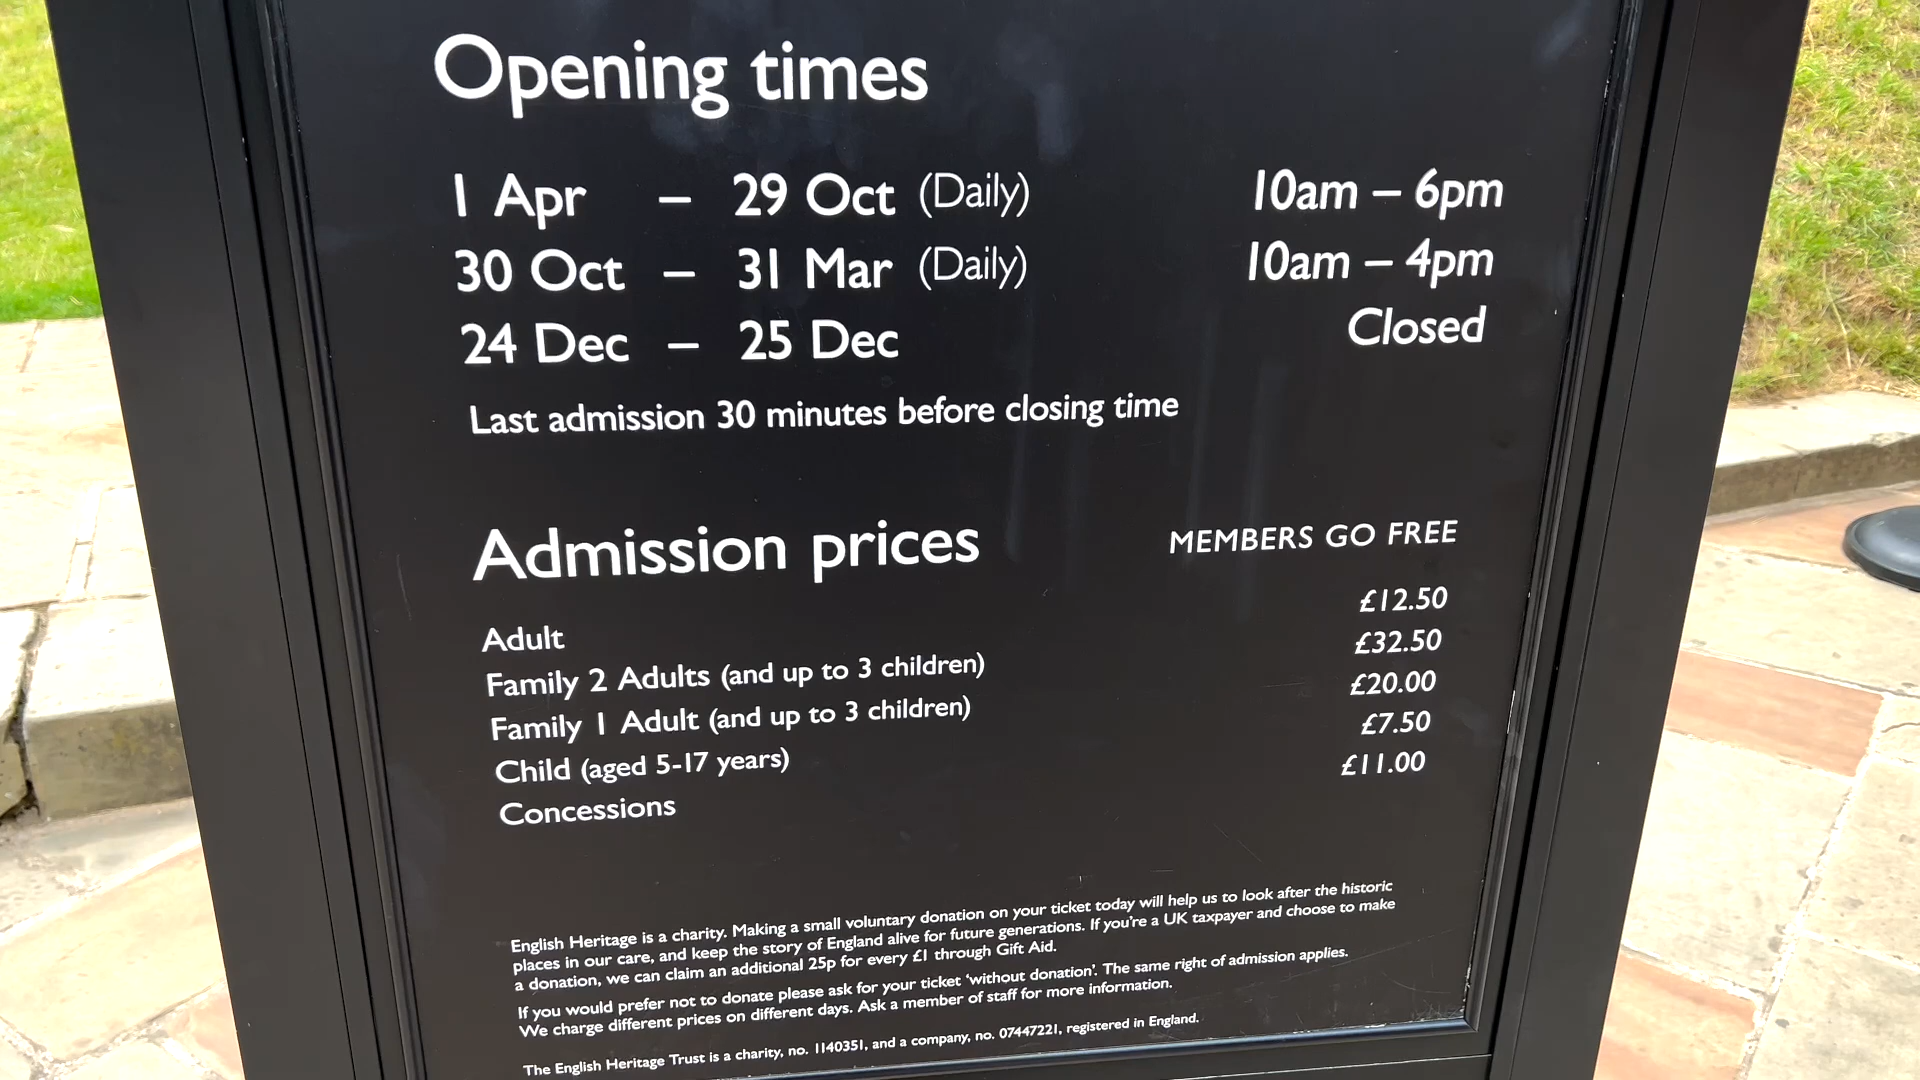 Opening times
1 Apr – 29 Oct (Daily) 10am – 6pm
30 Oct – 31 Mar (Daily) 10am – 4pm
24 Dec – 25 Dec Closed
Last admission 30 minutes before closing time
Admission prices MEMBERS GO FREE
Adult £12.50
Family 2 Adults (and up to 3 children) £32.50
Family 1 Adult (and up to 3 children) £20.00
Child (aged 5-17 years) £7.50
Concessions £11.00
English Heritage is a charity. Making a small voluntary donation on your ticket today will help us to look after the historic
places in our care, and keep the story of England alive for future generations. If you're a UK taxpayer and choose to make
a donation, we can claim an additional 25p for every £1 through Gift Aid.
If you would prefer not to donate please ask for your ticket 'without donation'. The same right of admission applies.
We charge different prices on different days. Ask a member of staff for more information.
The English Heritage Trust is a charity, no. 1140351, and a company, no. 07447221, registered in England.